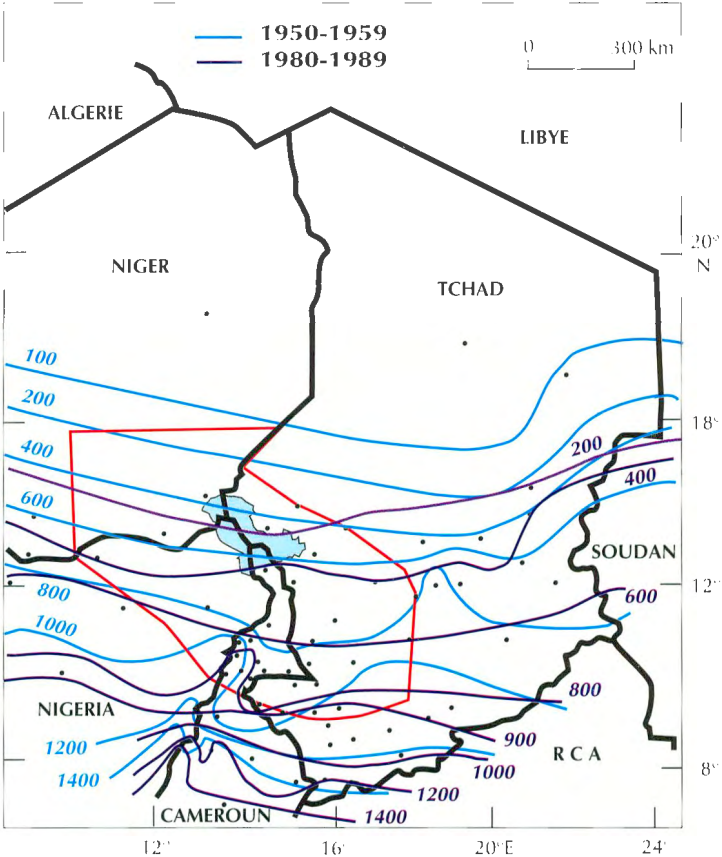 1950-1959
1980-1989
0 300 km
ALGERIE
LIBYE
20°
N
NIGER
TCHAD
100
200
18°
400
200
400
600
SOUDAN
12°
800
600
1000
800
NIGERIA
900
1200
R C A
1000
8°
1400
1200
CAMEROUN
1400
12° 16° 20°E 24°